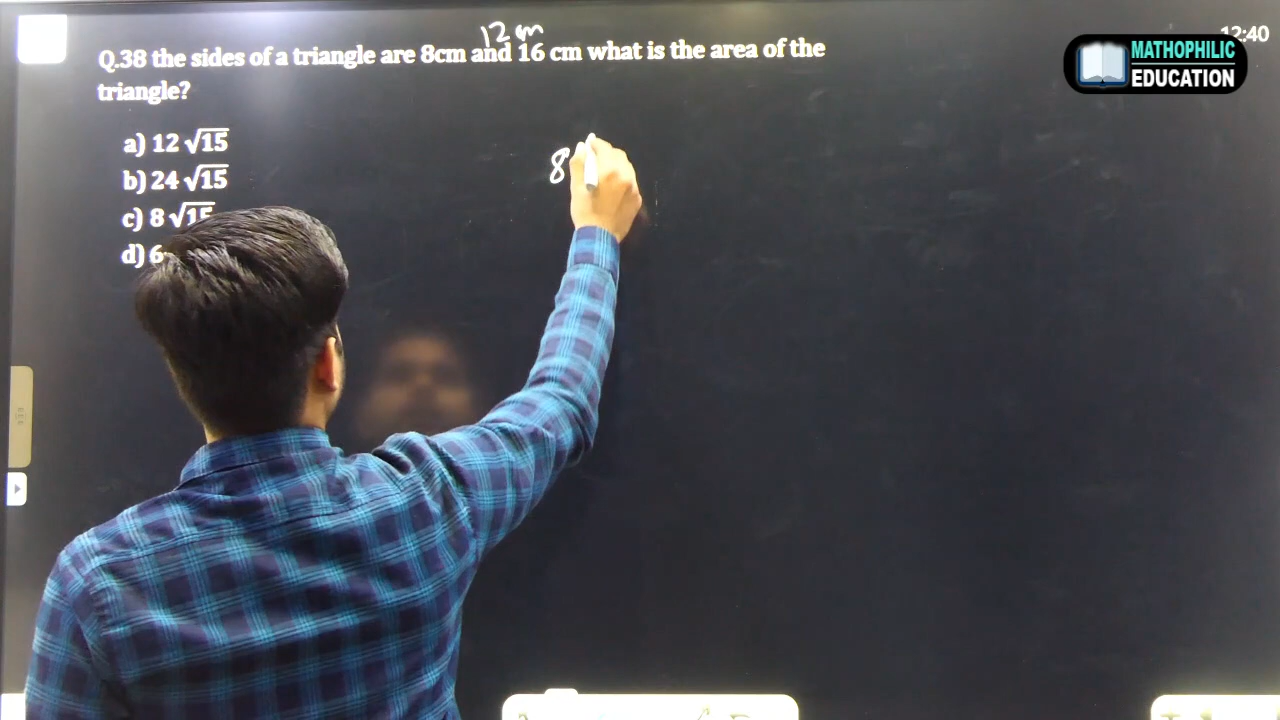 12 cm
12:40
Q.38 the sides of a triangle are 8cm and 16 cm what is the area of the
triangle?
MATHOPHILIC
EDUCATION
a) 12 √15
b) 24 √15
c) 8 √15
d) 6
8